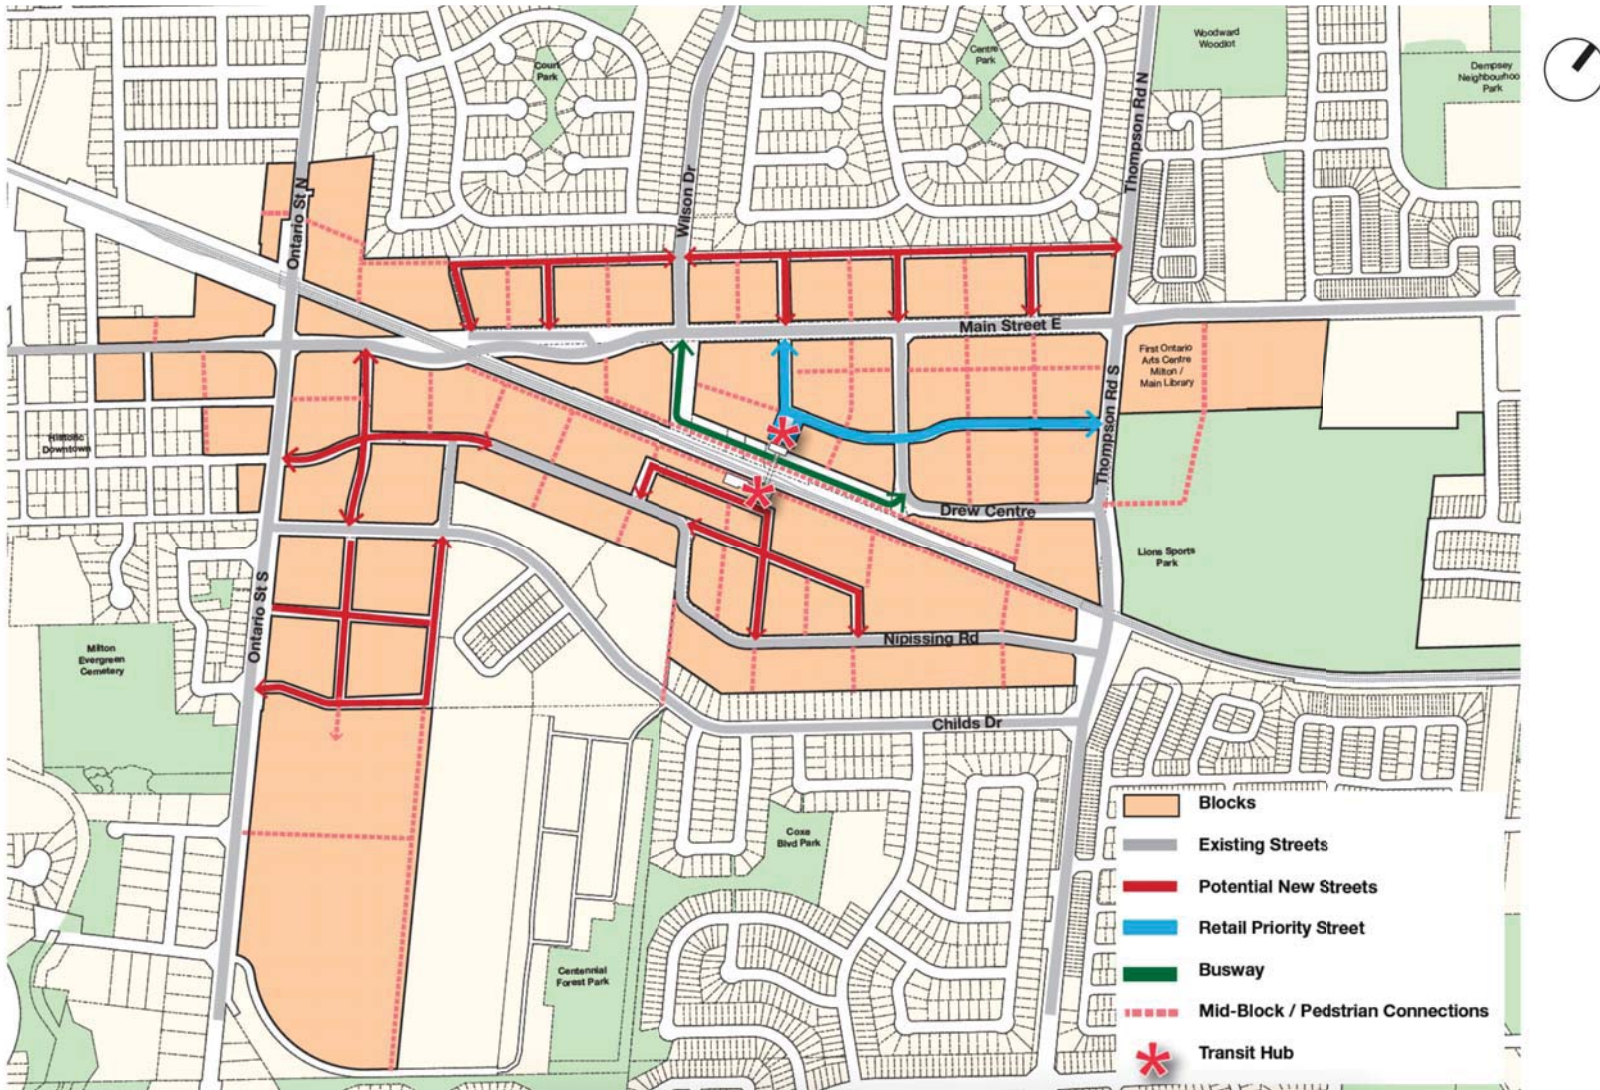 Woodward
Woodlot
Court
Park
Centre
Park
Dempsey
Neighbourhoo
Park
Thompson Rd N
Wilson Dr
Ontario St N
Main Street E
First Ontario
Arts Centre
Milton /
Main Library
Thompson Rd S
Historic
Downtown
Drew Centre
Lions Sports
Park
Ontario St S
Nipissing Rd
Milton
Evergreen
Cemetery
Childs Dr
Coxe
Blvd Park
Centennial
Forest Park
Blocks
Existing Streets
Potential New Streets
Retail Priority Street
Busway
Mid-Block / Pedstrian Connections
Transit Hub